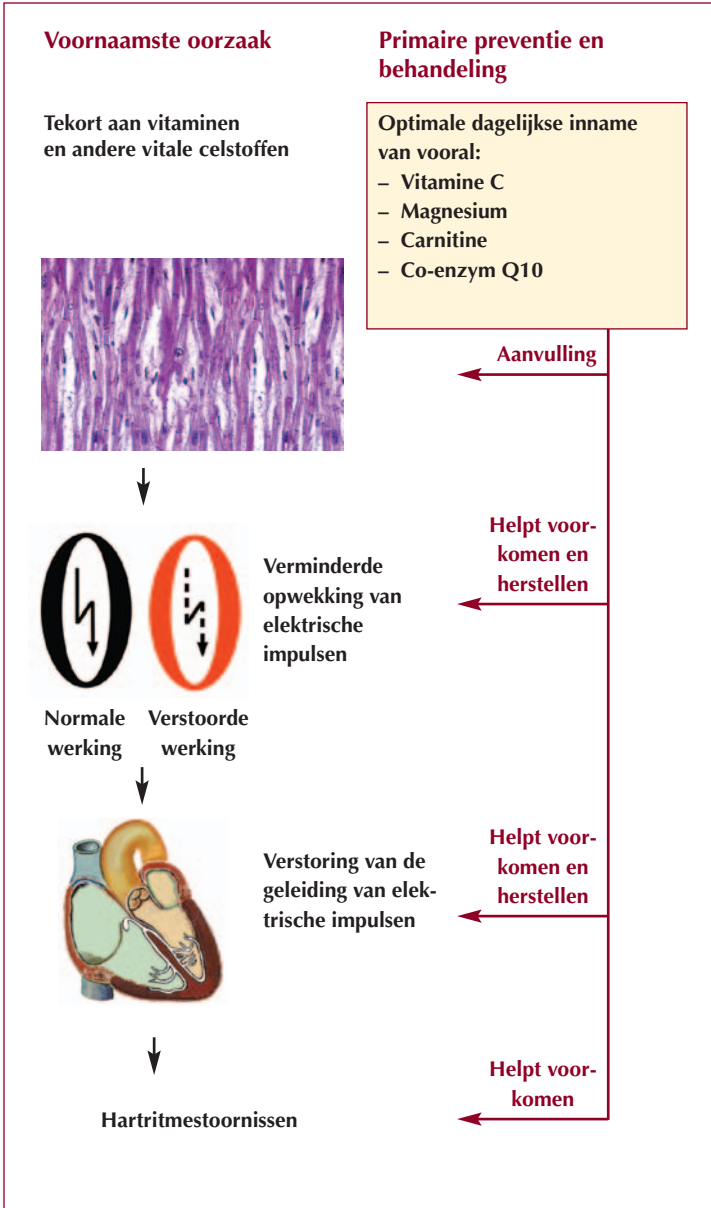 Voornaamste oorzaak
Primaire preventie en
behandeling
Tekort aan vitaminen
en andere vitale celstoffen
Optimale dagelijkse inname
van vooral:
– Vitamine C
– Magnesium
– Carnitine
– Co-enzym Q10
Aanvulling
Helpt voor-
komen en
herstellen
Verminderde
opwekking van
elektrische
impulsen
Normale
werking
Verstoorde
werking
Helpt voor-
komen en
herstellen
Verstoring van de
geleiding van elek-
trische impulsen
Helpt voor-
komen
Hartritmestoornissen